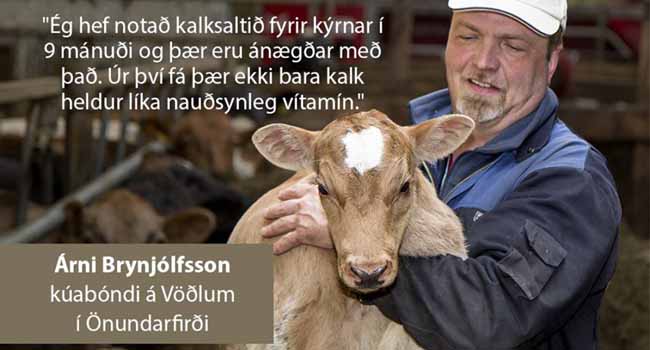 "Ég hef notað kalksaltið fyrir kýrnar í
9 mánuði og þær eru ánægðar með
það. Úr því fá þær ekki bara kalk
heldur líka nauðsynleg vítamín."
Árni Brynjólfsson
kúabóndi á Vöðlum
í Önundarfirði